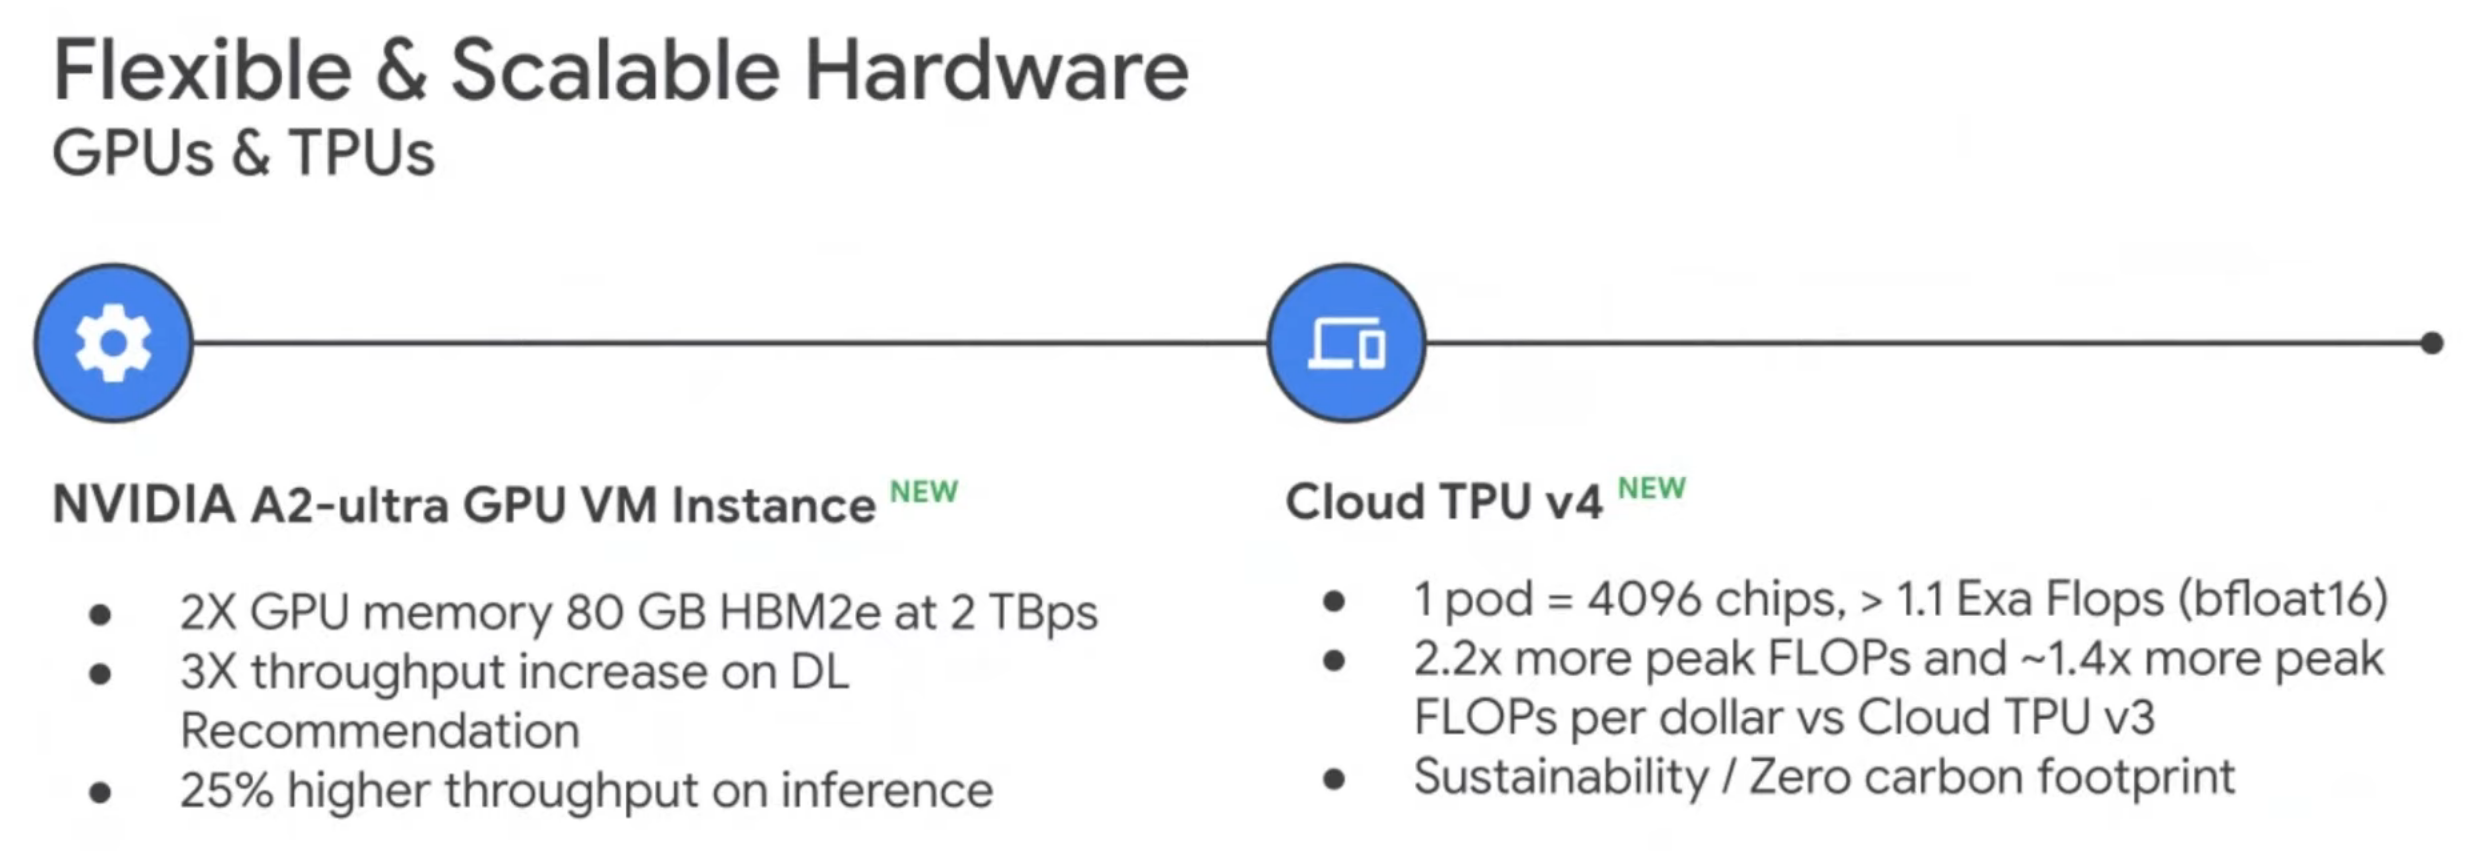 Flexible & Scalable Hardware
GPUs & TPUs
NVIDIA A2-ultra GPU VM Instance NEW
● 2X GPU memory 80 GB HBM2e at 2 TBps
● 3X throughput increase on DL
Recommendation
● 25% higher throughput on inference
Cloud TPU v4 NEW
● 1 pod = 4096 chips, > 1.1 Exa Flops (bfloat16)
● 2.2x more peak FLOPs and ~1.4x more peak
FLOPs per dollar vs Cloud TPU v3
● Sustainability / Zero carbon footprint